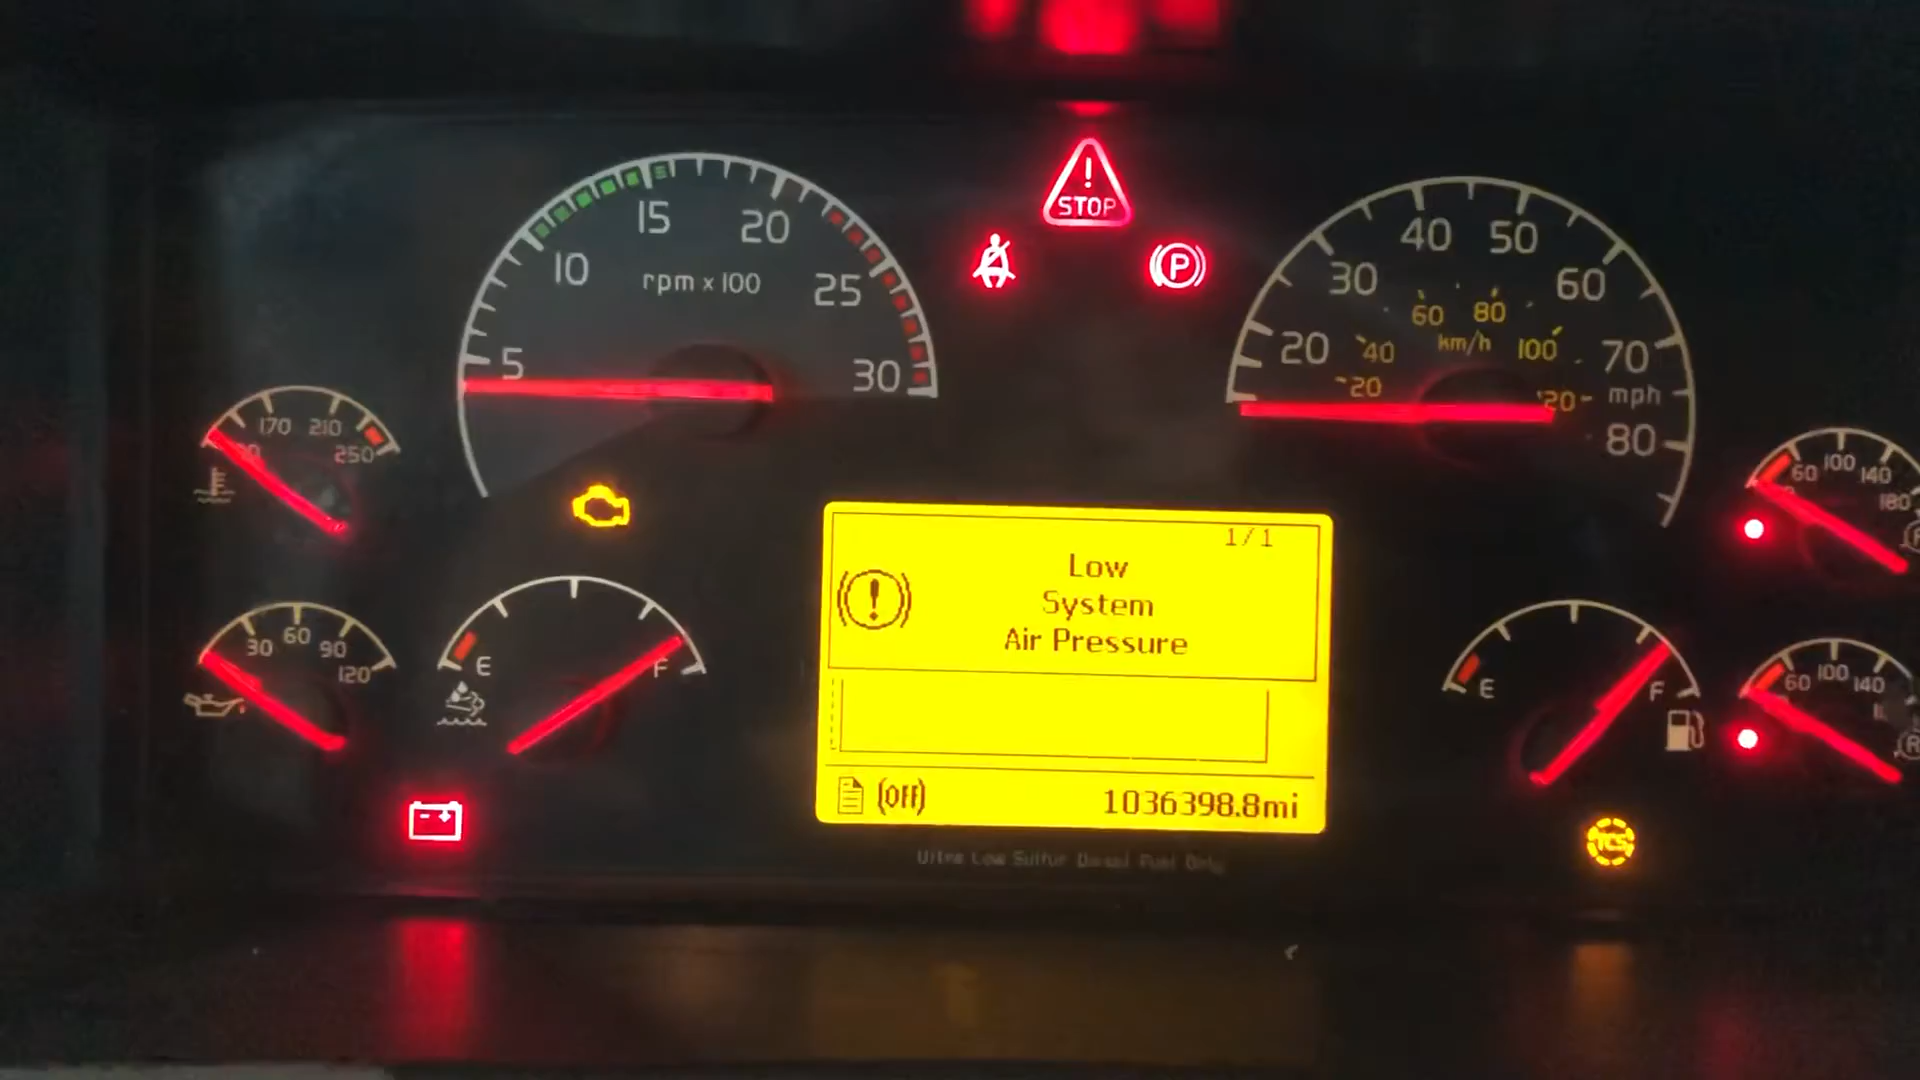 STOP
5
10
15
20
25
30
rpm x 100
P
20
30
40
50
60
70
80
mph
20
40
60
80
100
120
km/h
170
210
250
30
60
90
120
E
F
1/1
Low
System
Air Pressure
(OFF)
1036398.8mi
Ultra Low Sulfur Diesel Fuel Only
E
F
60
100
140
180
60
100
140
TCS